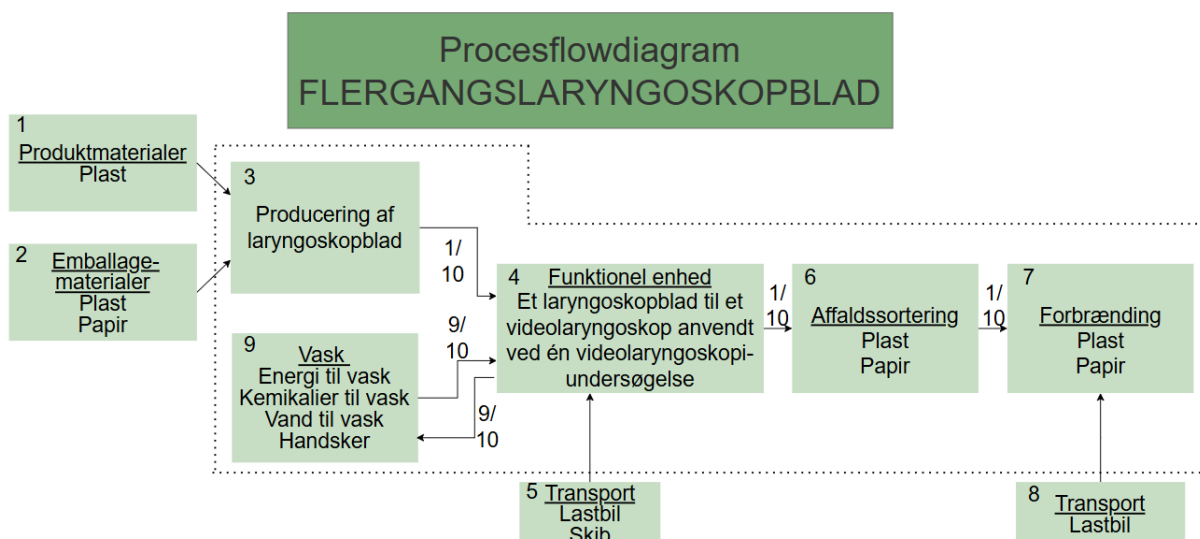 Procesflowdiagram
FLERGANGSLARYNGOSKOPBLAD
1
Produktmaterialer
Plast
2
Emballage-
materialer
Plast
Papir
3
Producering af
laryngoskopblad
1/
10
9
Vask
Energi til vask
Kemikalier til vask
Vand til vask
Handsker
9/
10
9/
10
4
Funktionel enhed
Et laryngoskopblad til et
videolaryngoskop anvendt
ved én videolaryngoskopi-
undersøgelse
1/
10
6
Affaldssortering
Plast
Papir
1/
10
7
Forbrænding
Plast
Papir
5
Transport
Lastbil
Skib
8
Transport
Lastbil